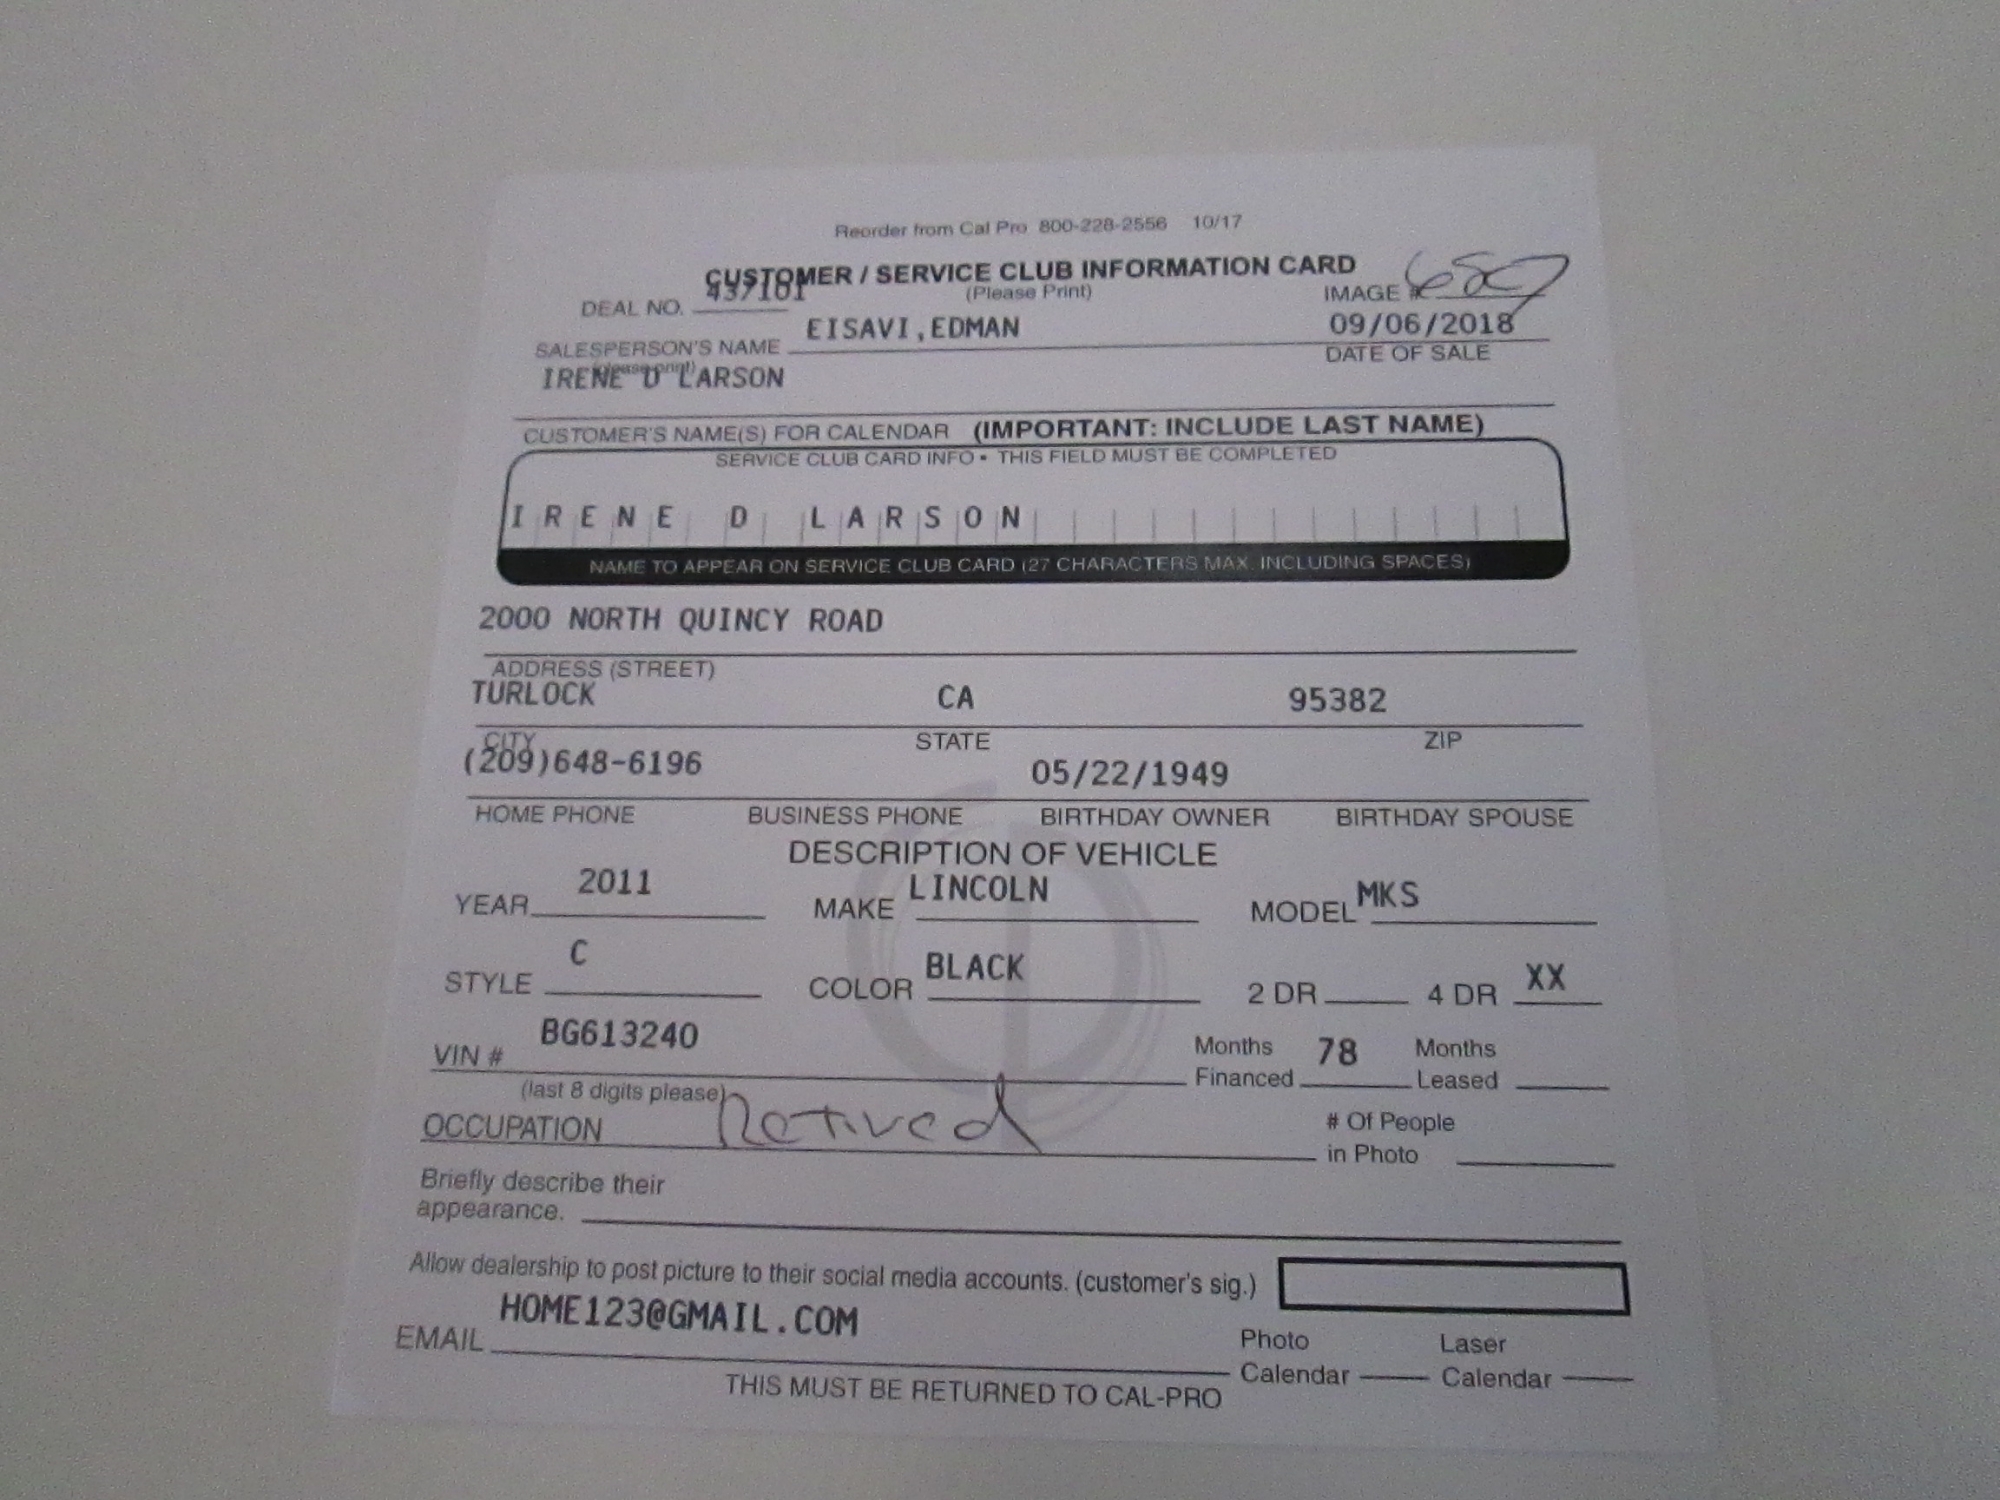 Reorder from Cal Pro 800-228-2556 10/17
CUSTOMER / SERVICE CLUB INFORMATION CARD
DEAL NO. 437101 (Please Print) IMAGE #
SALESPERSON'S NAME EISAVI,EDMAN 09/06/2018
(please print) DATE OF SALE
IRENE D LARSON
CUSTOMER'S NAME(S) FOR CALENDAR (IMPORTANT: INCLUDE LAST NAME)
SERVICE CLUB CARD INFO • THIS FIELD MUST BE COMPLETED
IRENE D LARSON
NAME TO APPEAR ON SERVICE CLUB CARD (27 CHARACTERS MAX. INCLUDING SPACES)
2000 NORTH QUINCY ROAD
ADDRESS (STREET)
TURLOCK CA 95382
CITY STATE ZIP
(209)648-6196 05/22/1949
HOME PHONE BUSINESS PHONE BIRTHDAY OWNER BIRTHDAY SPOUSE
DESCRIPTION OF VEHICLE
YEAR 2011 MAKE LINCOLN MODEL MKS
STYLE C COLOR BLACK 2 DR 4 DR XX
VIN # BG613240 Months Financed 78 Months Leased
(last 8 digits please)
OCCUPATION Retired # Of People in Photo
Briefly describe their
appearance.
Allow dealership to post picture to their social media accounts. (customer's sig.)
EMAIL HOME123@GMAIL.COM Photo Calendar Laser Calendar
THIS MUST BE RETURNED TO CAL-PRO